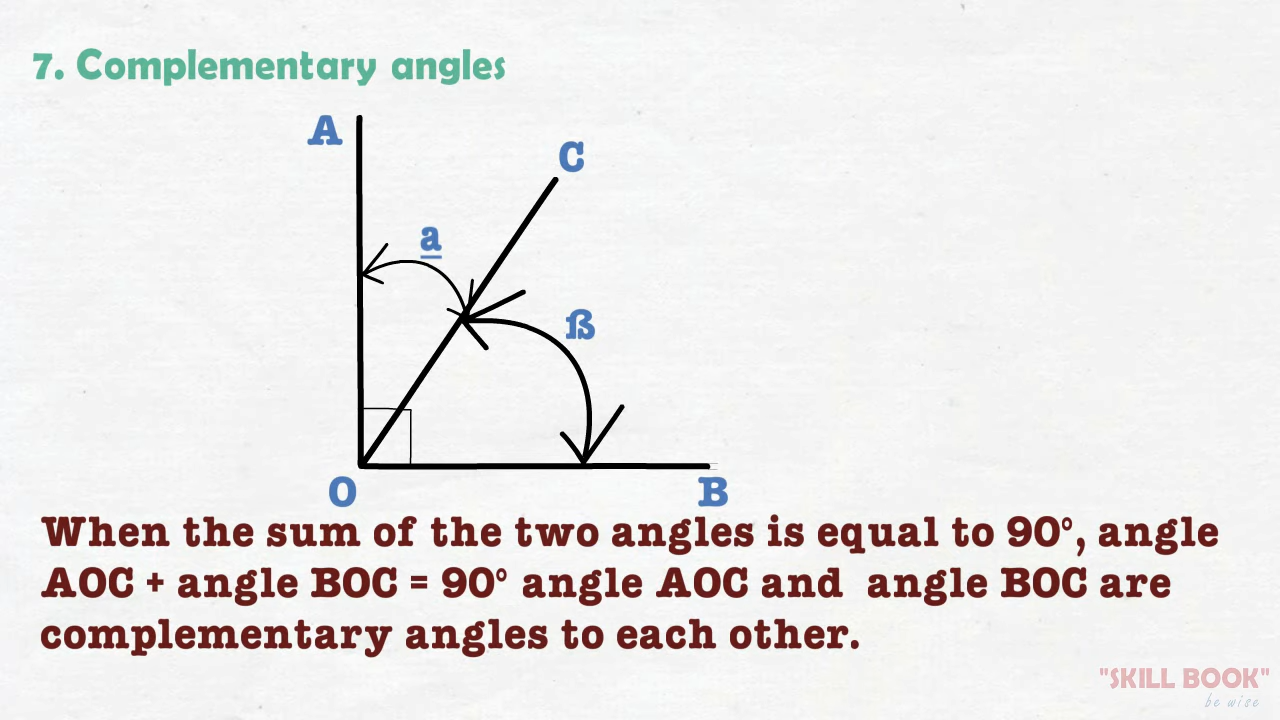 7. Complementary angles
A
C
a
ß
O
B
When the sum of the two angles is equal to 90°, angle
AOC + angle BOC = 90° angle AOC and angle BOC are
complementary angles to each other.
"SKILL BOOK"
be wise